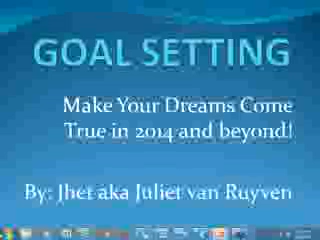 GOAL SETTING
Make Your Dreams Come
True in 2014 and beyond!
By: Jhet aka Juliet van Ruyven